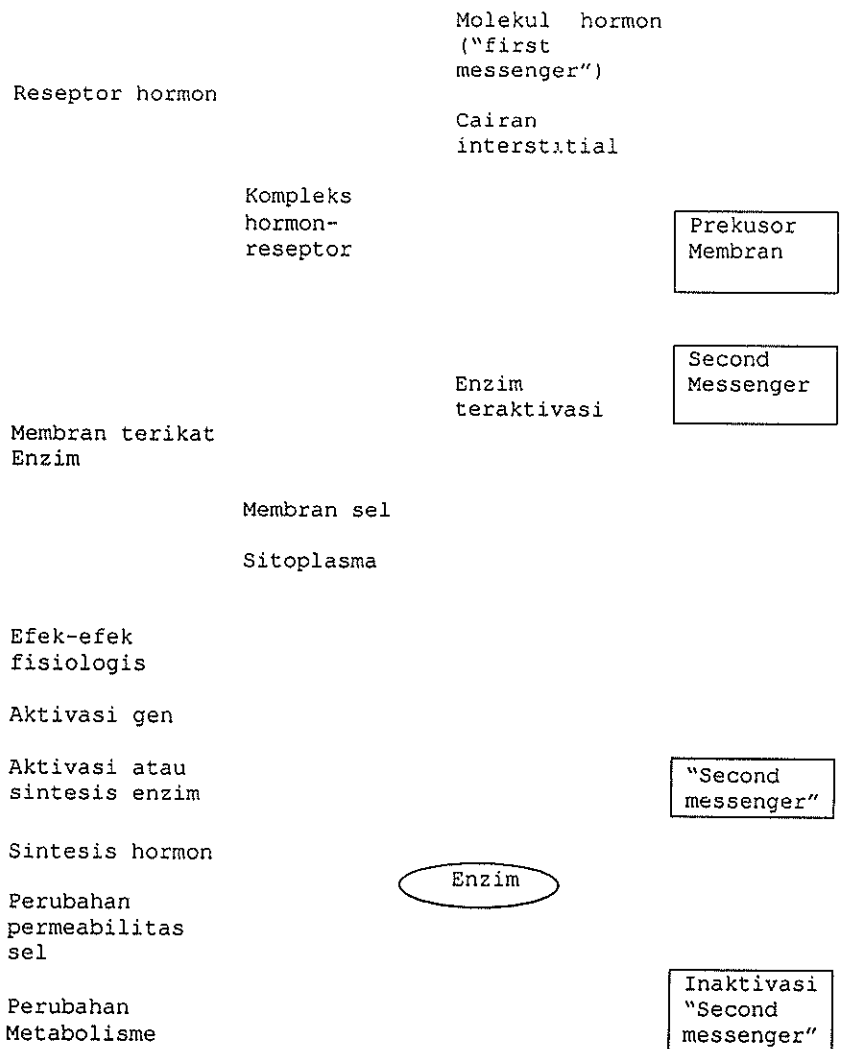 Molekul hormon
("first
messenger")
Reseptor hormon
Cairan
interstitial
Kompleks
hormon-
reseptor
Prekusor
Membran
Second
Messenger
Enzim
teraktivasi
Membran terikat
Enzim
Membran sel
Sitoplasma
Efek-efek
fisiologis
Aktivasi gen
Aktivasi atau
sintesis enzim
"Second
messenger"
Sintesis hormon
Enzim
Perubahan
permeabilitas
sel
Perubahan
Metabolisme
Inaktivasi
"Second
messenger"